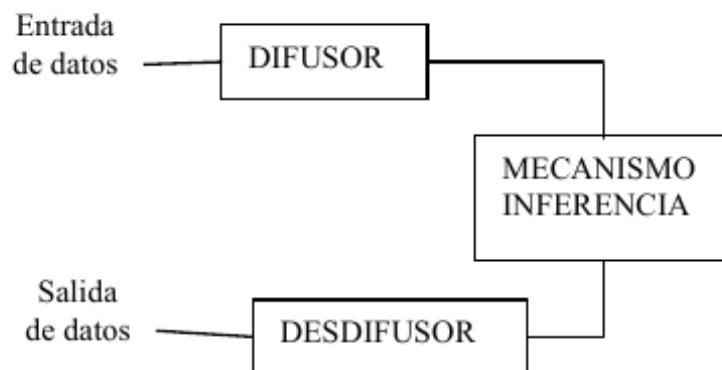 Entrada
de datos
DIFUSOR
MECANISMO
INFERENCIA
Salida
de datos
DESDIFUSOR